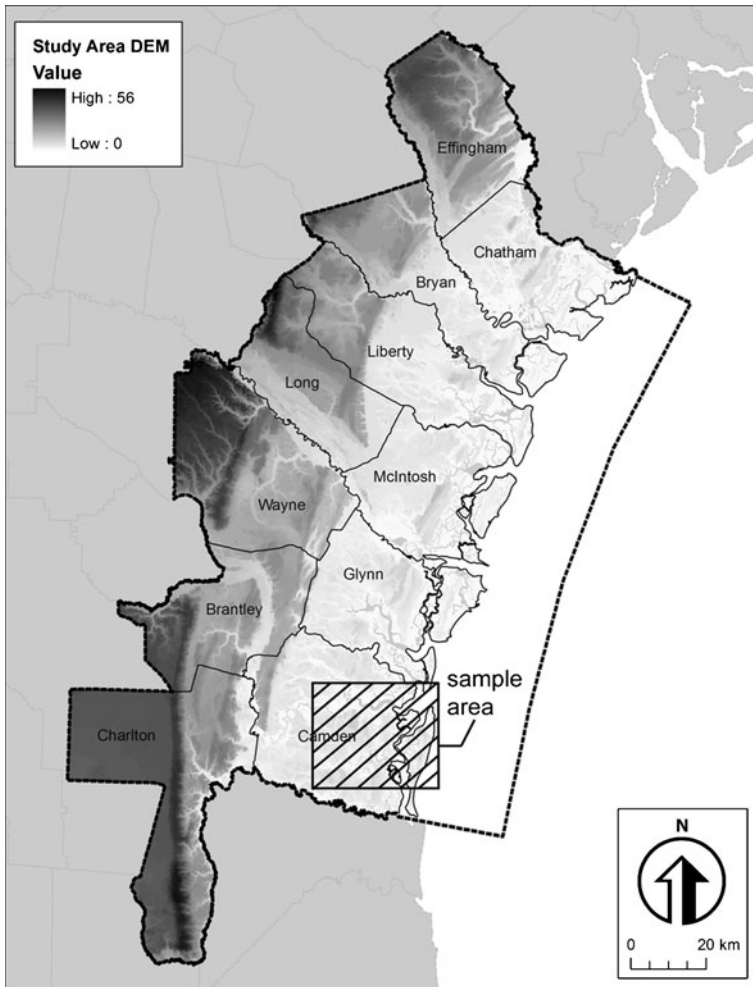 Study Area DEM
Value
High : 56
Low : 0
Effingham
Chatham
Bryan
Liberty
Long
McIntosh
Wayne
Glynn
Brantley
sample
area
Charlton
Camden
N
0 20 km